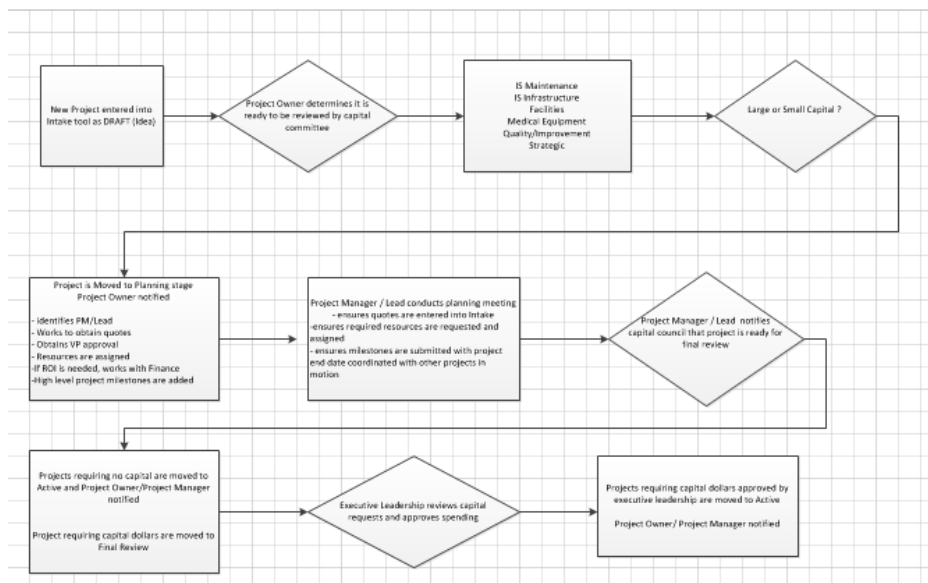 New Project entered into
Intake tool as DRAFT (Idea)
Project Owner determines it is
ready to be reviewed by capital
committee
IS Maintenance
IS Infrastructure
Facilities
Medical Equipment
Quality/Improvement
Strategic
Large or Small Capital ?
Project is Moved to Planning stage
Project Owner notified
- identifies PM/Lead
- Works to obtain quotes
- Obtains VP approval
- Resources are assigned
-If ROI is needed, works with Finance
-High level project milestones are added
Project Manager / Lead conducts planning meeting
- ensures quotes are entered into Intake
-ensures required resources are requested and
assigned
- ensures milestones are submitted with project
end date coordinated with other projects in
motion
Project Manager / Lead notifies
capital council that project is ready for
final review
Projects requiring no capital are moved to
Active and Project Owner/Project Manager
notified
Project requiring capital dollars are moved to
Final Review
Executive Leadership reviews capital
requests and approves spending
Projects requiring capital dollars approved by
executive leadership are moved to Active
Project Owner/ Project Manager notified